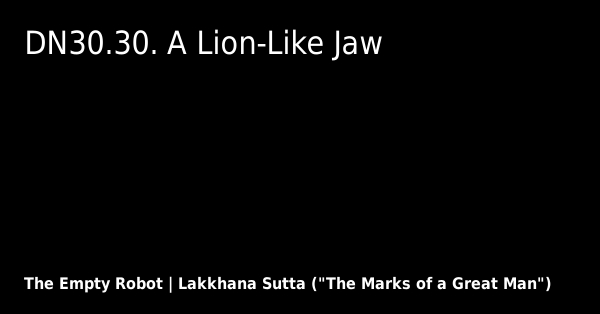 DN30.30. A Lion-Like Jaw
The Empty Robot | Lakkhana Sutta ("The Marks of a Great Man")